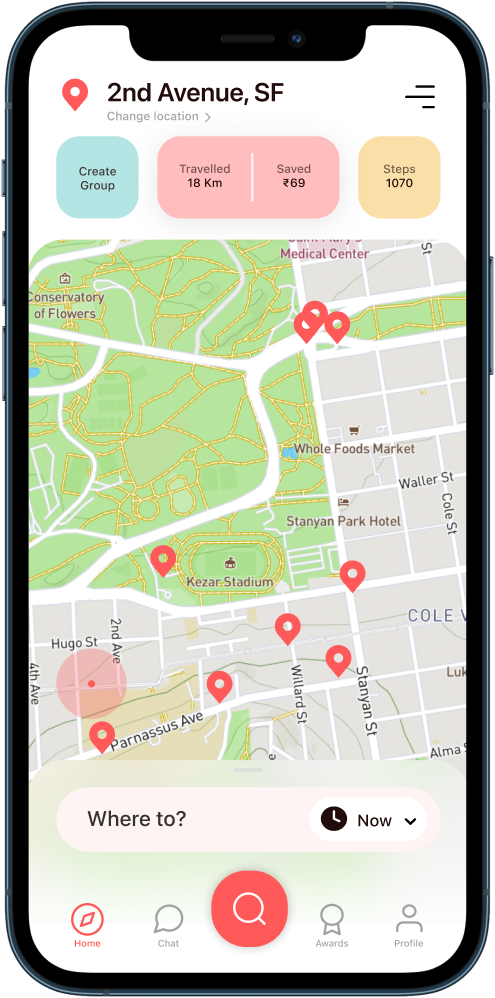 2nd Avenue, SF
Change location >
Create
Group
Travelled
18 Km
Saved
₹69
Steps
1070
Saint Mary's
Medical Center
St
Conservatory
of Flowers
Whole Foods Market
Waller St
Cole St
Stanyan Park Hotel
Kezar Stadium
COLE V
Hugo St
2nd Ave
4th Ave
Luk
Willard St
Stanyan St
Parnassus Ave
Alma S
Where to?
Now
Home
Chat
Awards
Profile